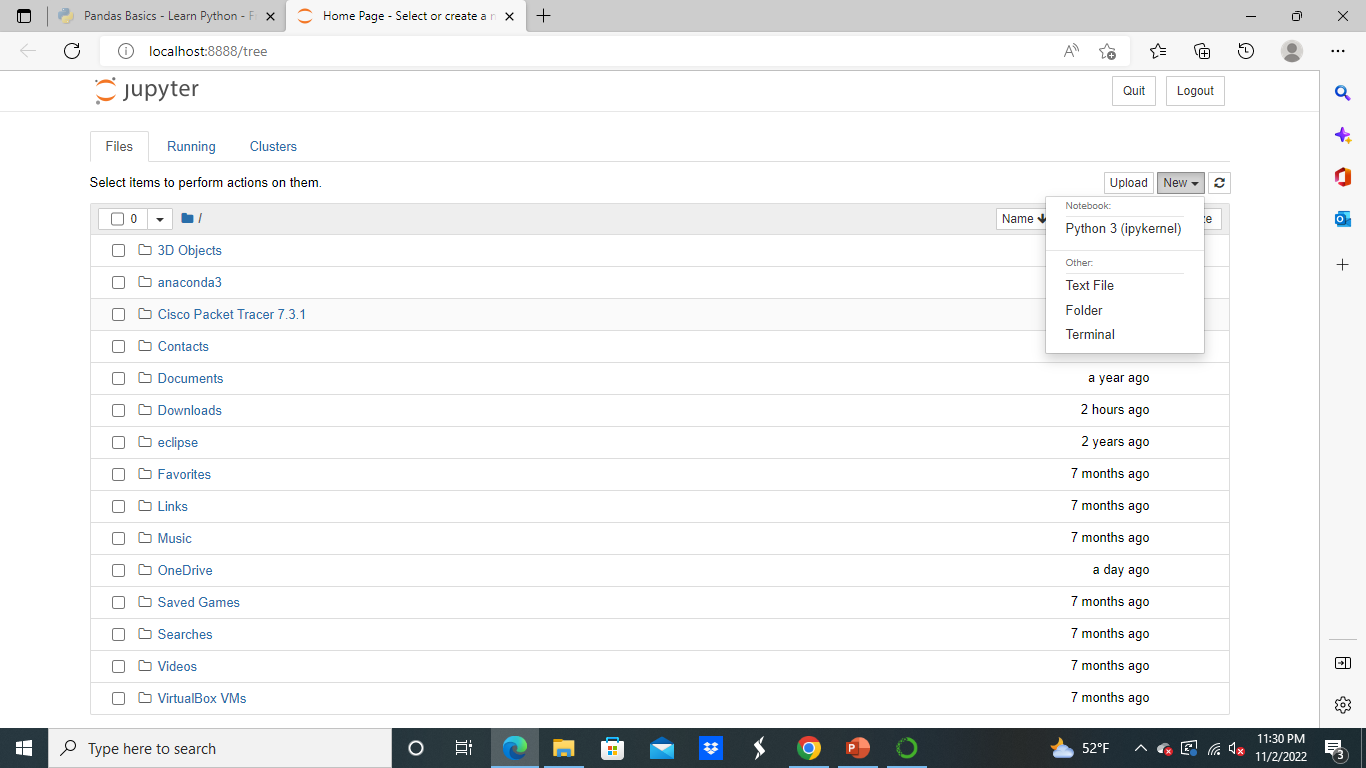 Pandas Basics - Learn Python - F
Home Page - Select or create a n
localhost:8888/tree
jupyter
Quit
Logout
Files
Running
Clusters
Select items to perform actions on them.
Upload
New
0
/
Name
ze
Notebook:
Python 3 (ipykernel)
Other:
Text File
Folder
Terminal
3D Objects
anaconda3
Cisco Packet Tracer 7.3.1
Contacts
Documents a year ago
Downloads 2 hours ago
eclipse 2 years ago
Favorites 7 months ago
Links 7 months ago
Music 7 months ago
OneDrive a day ago
Saved Games 7 months ago
Searches 7 months ago
Videos 7 months ago
VirtualBox VMs 7 months ago
Type here to search
52°F
11:30 PM
11/2/2022
3